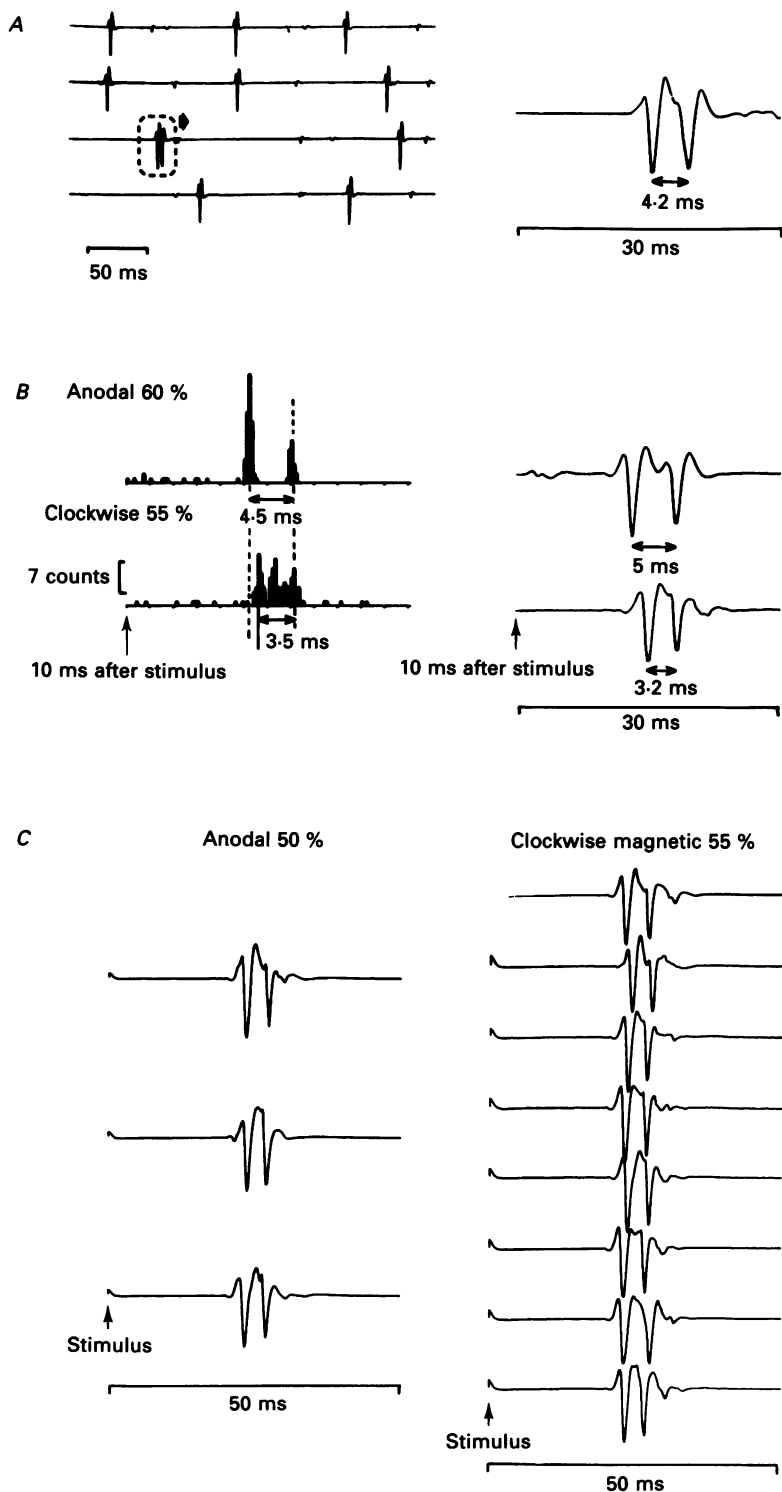 A
50 ms
4·2 ms
30 ms
B
Anodal 60 %
4·5 ms
Clockwise 55 %
7 counts
3·5 ms
10 ms after stimulus
5 ms
10 ms after stimulus
3·2 ms
30 ms
C
Anodal 50 %
Clockwise magnetic 55 %
Stimulus
50 ms
Stimulus
50 ms